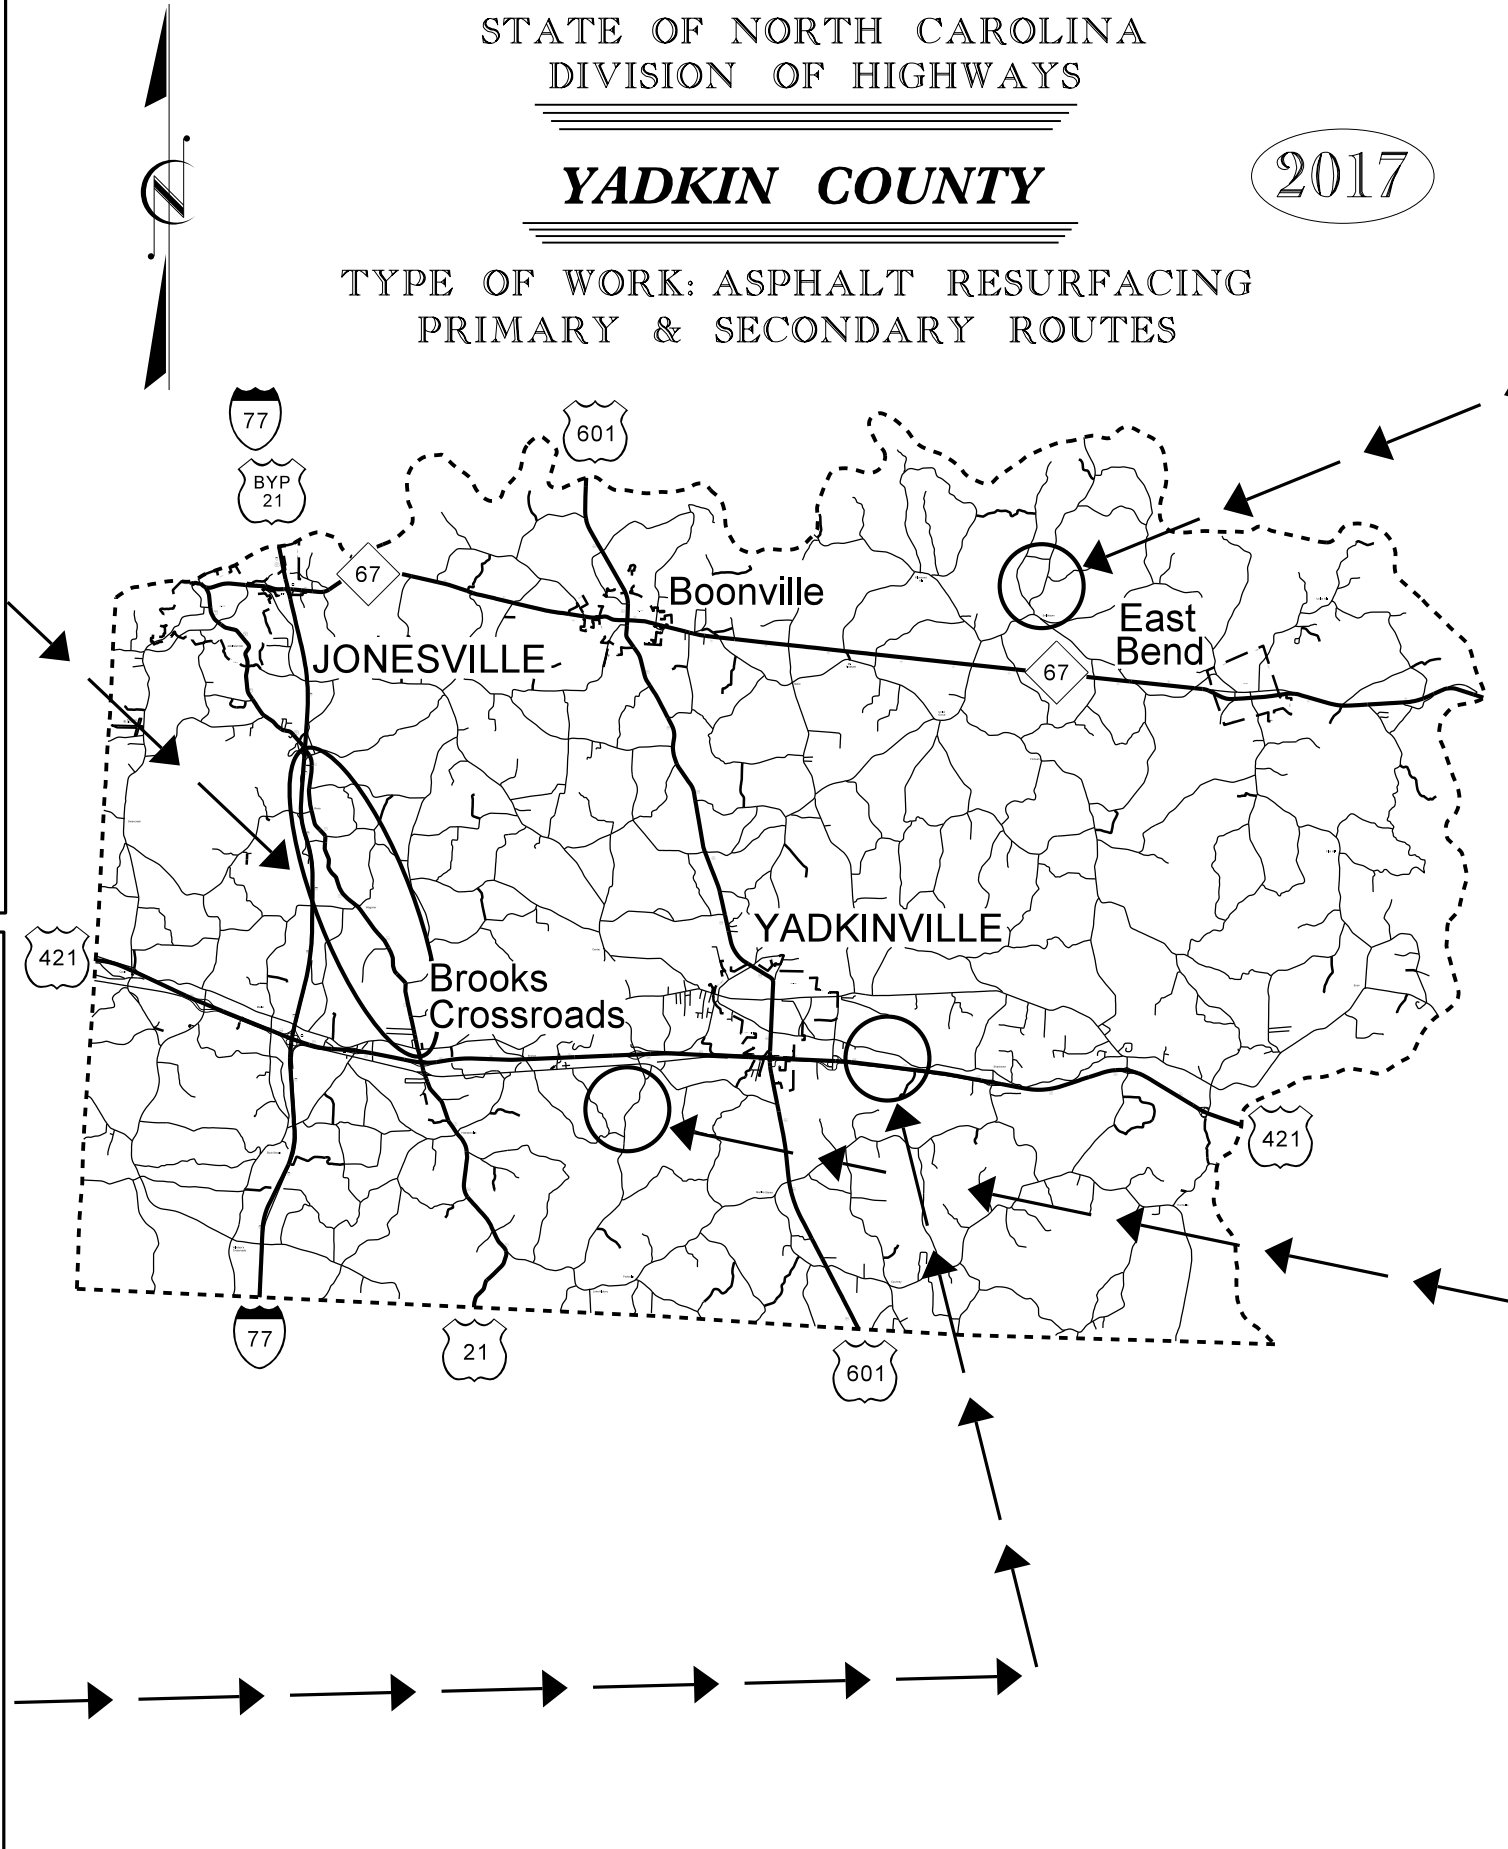 STATE OF NORTH CAROLINA
DIVISION OF HIGHWAYS
YADKIN COUNTY
2017
TYPE OF WORK: ASPHALT RESURFACING
PRIMARY & SECONDARY ROUTES
N
77
601
BYP
21
67
Boonville
East
Bend
JONESVILLE
67
YADKINVILLE
421
Brooks
Crossroads
421
77
21
601